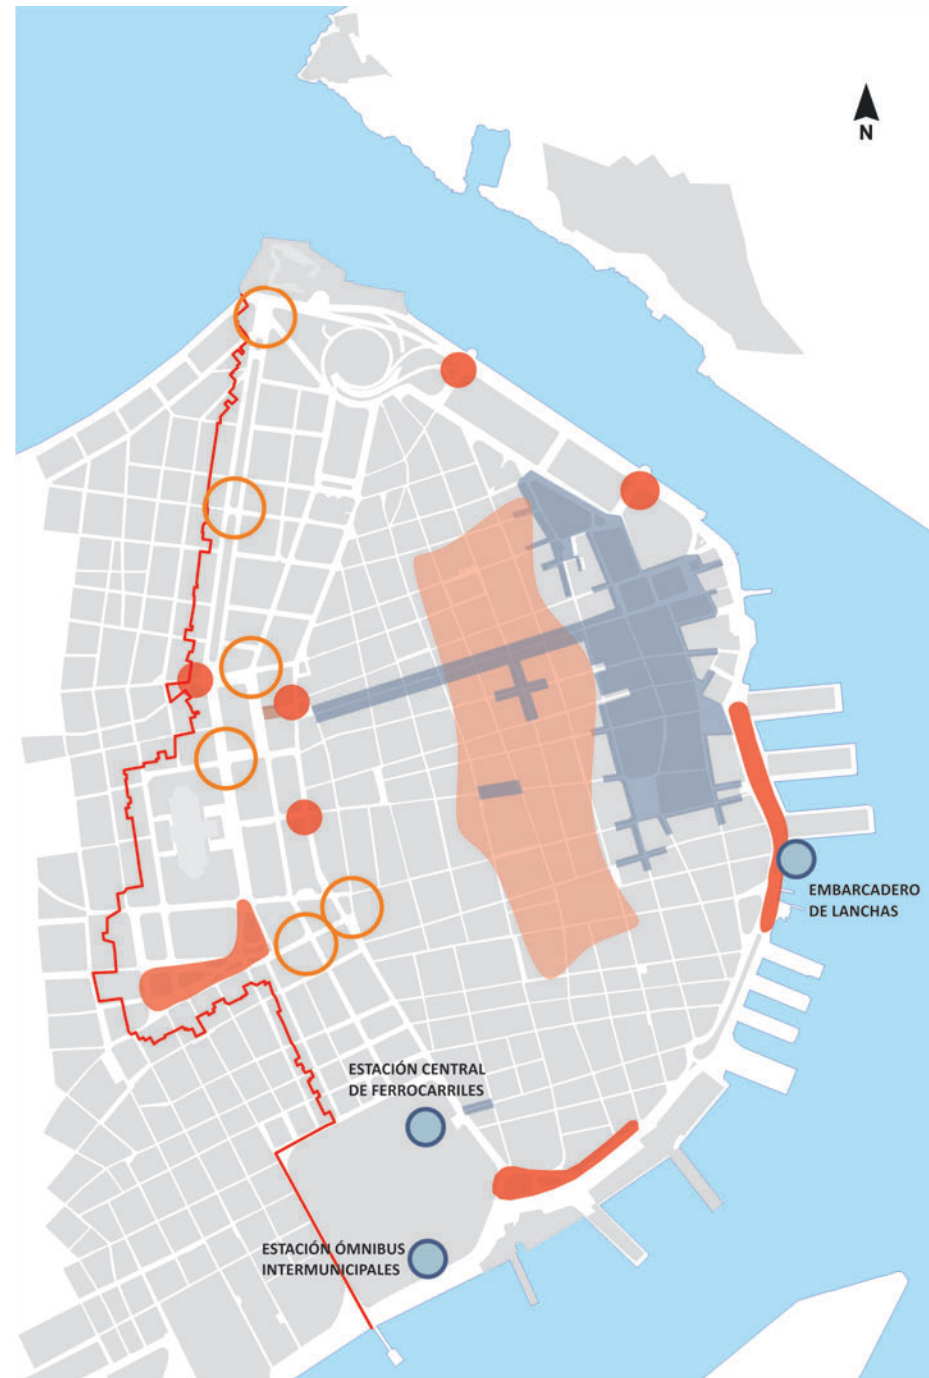 N
EMBARCADERO
DE LANCHAS
ESTACIÓN CENTRAL
DE FERROCARRILES
ESTACIÓN ÓMNIBUS
INTERMUNICIPALES